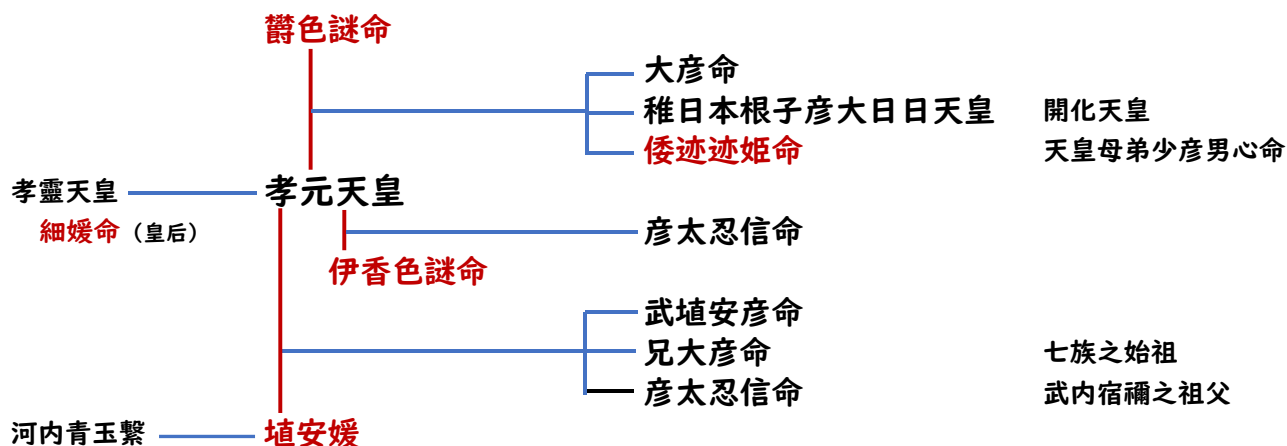 欝色謎命
大彦命
稚日本根子彦大日日天皇 開化天皇
倭迹迹姫命 天皇母弟少彦男心命
孝靈天皇 孝元天皇
細媛命（皇后）
彦太忍信命
伊香色謎命
武埴安彦命
兄大彦命 七族之始祖
彦太忍信命 武内宿禰之祖父
河内青玉繫 埴安媛